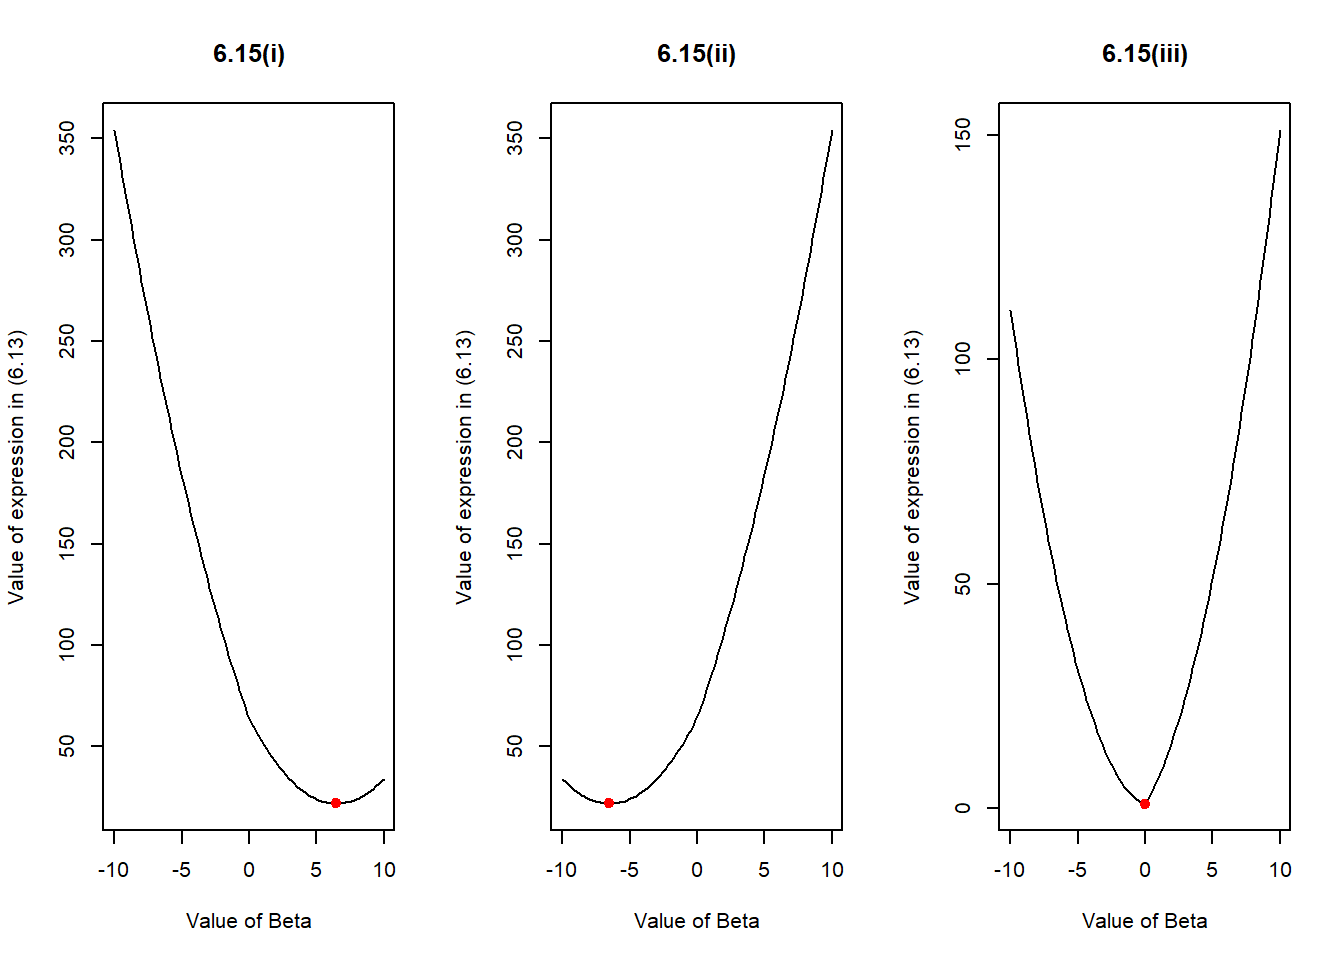 6.15(i)
Value of expression in (6.13)
350
300
250
200
150
100
50
-10 -5 0 5 10
Value of Beta
6.15(ii)
Value of expression in (6.13)
350
300
250
200
150
100
50
-10 -5 0 5 10
Value of Beta
6.15(iii)
Value of expression in (6.13)
150
100
50
0
-10 -5 0 5 10
Value of Beta